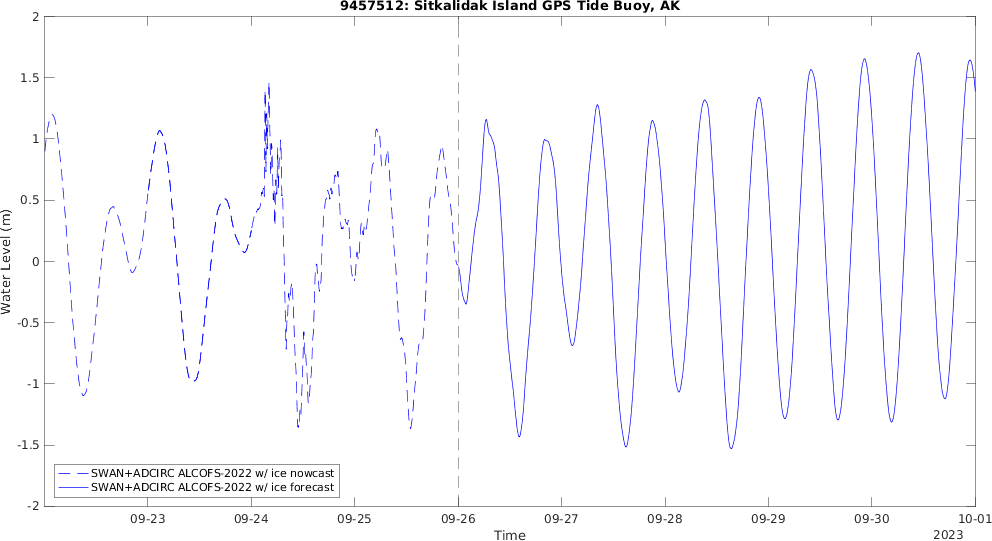 9457512: Sitkalidak Island GPS Tide Buoy, AK
2
1.5
1
0.5
0
-0.5
-1
-1.5
-2
Water Level (m)
SWAN+ADCIRC ALCOFS-2022 w/ ice nowcast
SWAN+ADCIRC ALCOFS-2022 w/ ice forecast
09-23 09-24 09-25 09-26 09-27 09-28 09-29 09-30 10-01
Time
2023